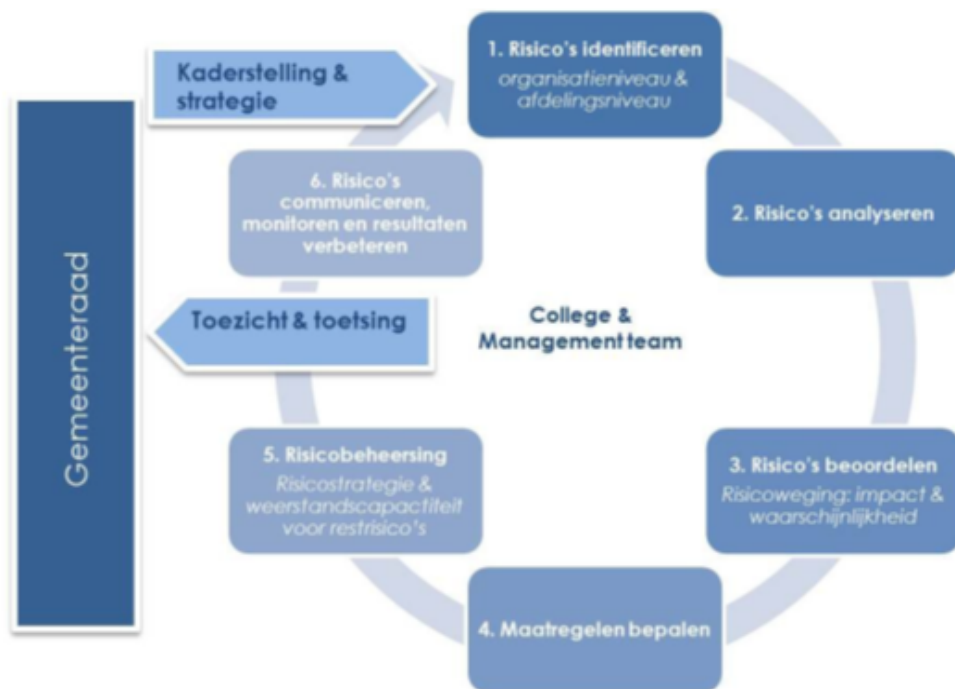 Gemeenteraad
Kaderstelling &
strategie
1. Risico's identificeren
organisatieniveau &
afdelingsniveau
2. Risico's analyseren
3. Risico's beoordelen
Risicoweging: impact &
waarschijnlijkheid
4. Maatregelen bepalen
5. Risicobeheersing
Risicostrategie &
weerstandscapactiteit
voor restrisico's
6. Risico's
communiceren,
monitoren en resultaten
verbeteren
Toezicht & toetsing
College &
Management team